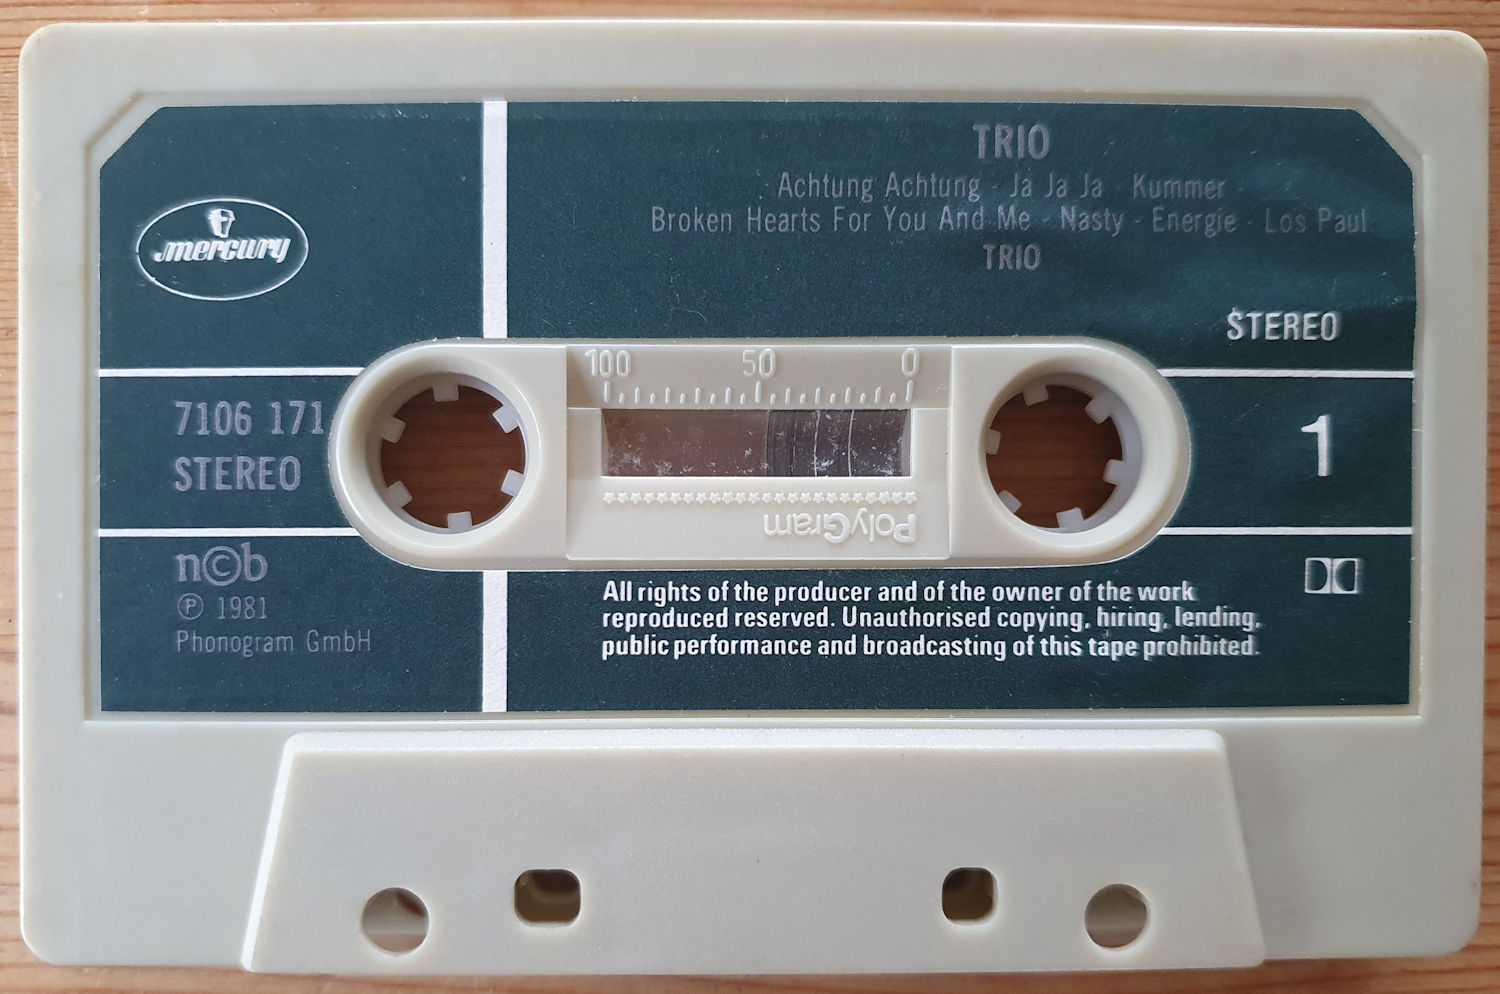 TRIO
Achtung Achtung - Ja Ja Ja - Kummer -
Broken Hearts For You And Me - Nasty - Energie - Los Paul
TRIO
mercury
STEREO
100 50 0
7106 171
STEREO
1
PolyGram
n©b
℗ 1981
Phonogram GmbH
All rights of the producer and of the owner of the work
reproduced reserved. Unauthorised copying, hiring, lending,
public performance and broadcasting of this tape prohibited.